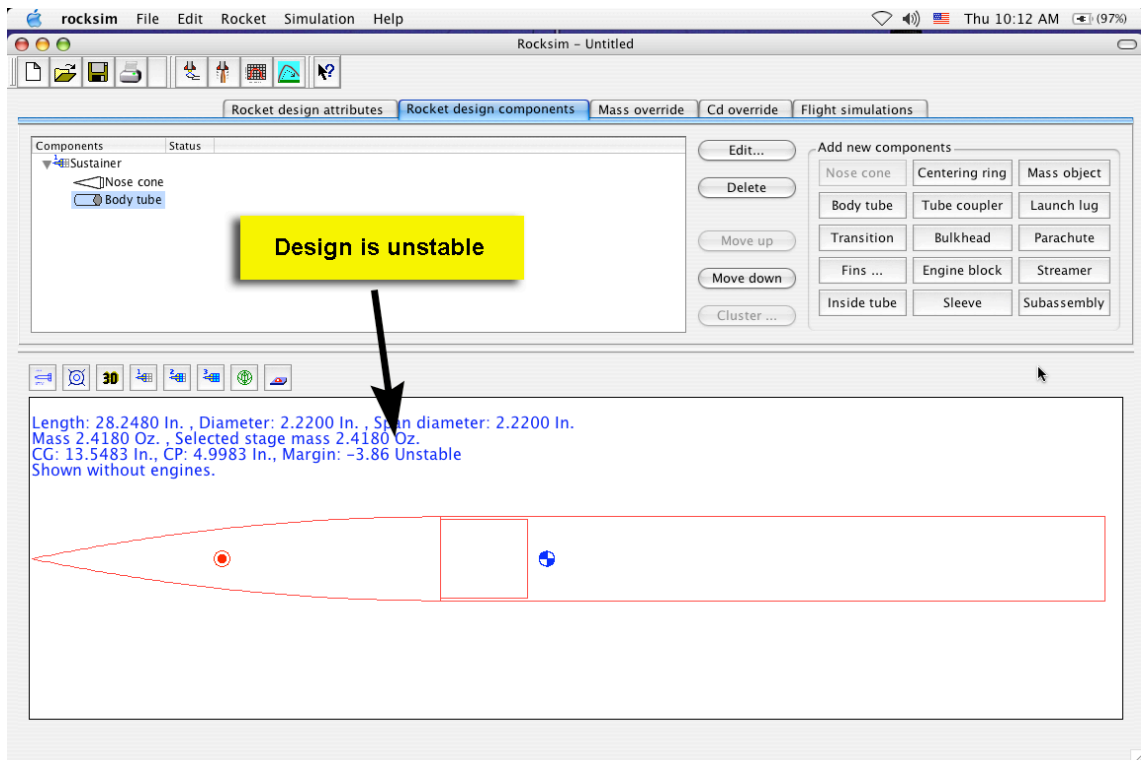 rocksim File Edit Rocket Simulation Help Thu 10:12 AM (97%)
Rocksim – Untitled
Rocket design attributes Rocket design components Mass override Cd override Flight simulations
Components Status
1 Sustainer
Nose cone
Body tube
Edit...
Delete
Move up
Move down
Cluster ...
Add new components
Nose cone Centering ring Mass object
Body tube Tube coupler Launch lug
Transition Bulkhead Parachute
Fins ... Engine block Streamer
Inside tube Sleeve Subassembly
Design is unstable
3D 1 2 3
Length: 28.2480 In. , Diameter: 2.2200 In. , Span diameter: 2.2200 In.
Mass 2.4180 Oz. , Selected stage mass 2.4180 Oz.
CG: 13.5483 In., CP: 4.9983 In., Margin: –3.86 Unstable
Shown without engines.